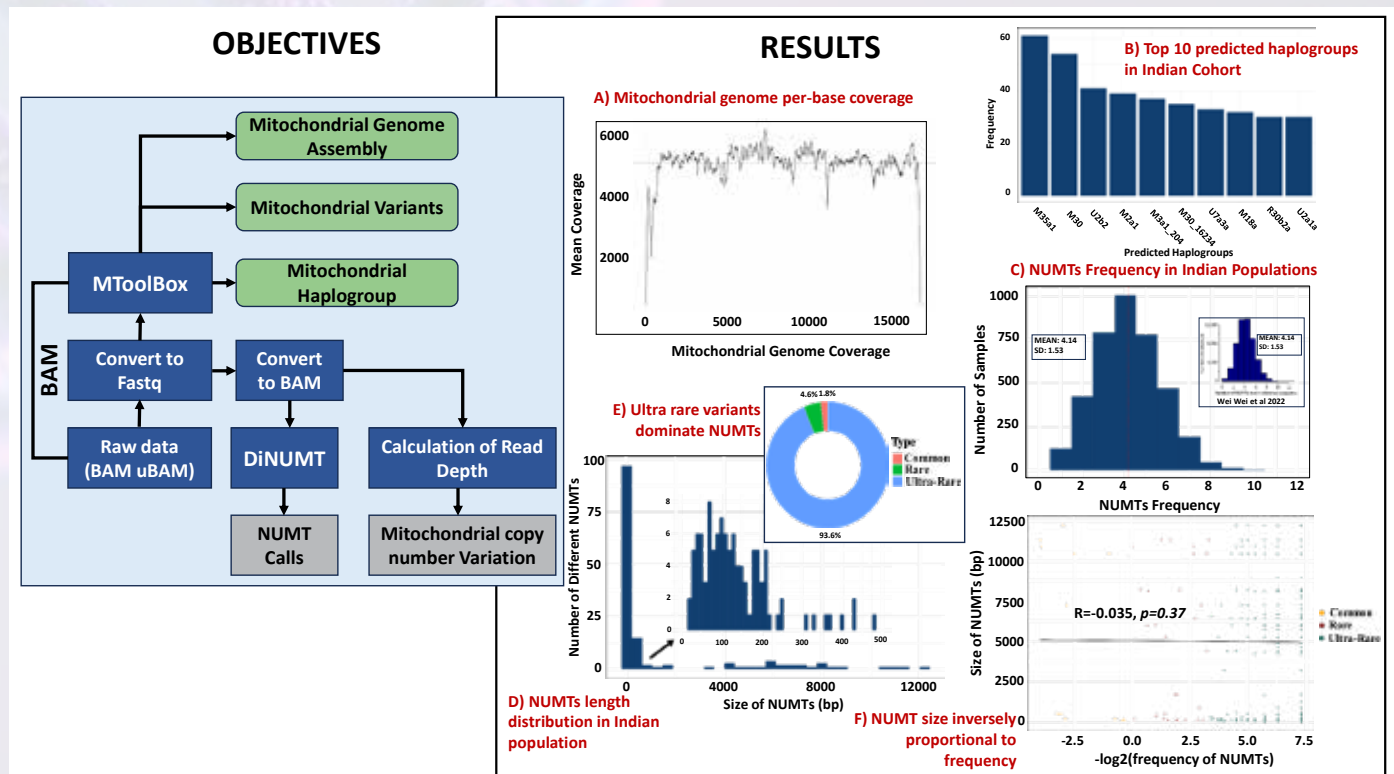 OBJECTIVES
Mitochondrial Genome
Assembly
Mitochondrial Variants
MToolBox
Mitochondrial
Haplogroup
BAM
Convert to
Fastq
Convert
to BAM
Raw data
(BAM uBAM)
DiNUMT
Calculation of Read
Depth
NUMT
Calls
Mitochondrial copy
number Variation
RESULTS
A) Mitochondrial genome per-base coverage
Mean Coverage
6000
4000
2000
0
5000
10000
15000
Mitochondrial Genome Coverage
B) Top 10 predicted haplogroups
in Indian Cohort
Frequency
60
40
20
0
M35a1
M30
U2b2
M2a1
M3a1_204
M30_16234
U7a3a
M18a
R30b2a
U2a1a
Predicted Haplogroups
C) NUMTs Frequency in Indian Populations
Number of Samples
1000
750
500
250
0
MEAN: 4.14
SD: 1.53
MEAN: 4.14
SD: 1.53
Wei Wei et al 2022
0 2 4 6 8 10 12
NUMTs Frequency
E) Ultra rare variants
dominate NUMTs
4.6% 1.8%
Type
Common
Rare
Ultra-Rare
93.6%
Number of Different NUMTs
100
75
50
25
0
8
6
4
2
0
0 100 200 300 400 500
0 4000 8000 12000
Size of NUMTs (bp)
D) NUMTs length
distribution in Indian
population
Size of NUMTs (bp)
12500
10000
7500
5000
2500
0
R=-0.035, p=0.37
Common
Rare
Ultra-Rare
-2.5 0.0 2.5 5.0 7.5
-log2(frequency of NUMTs)
F) NUMT size inversely
proportional to
frequency